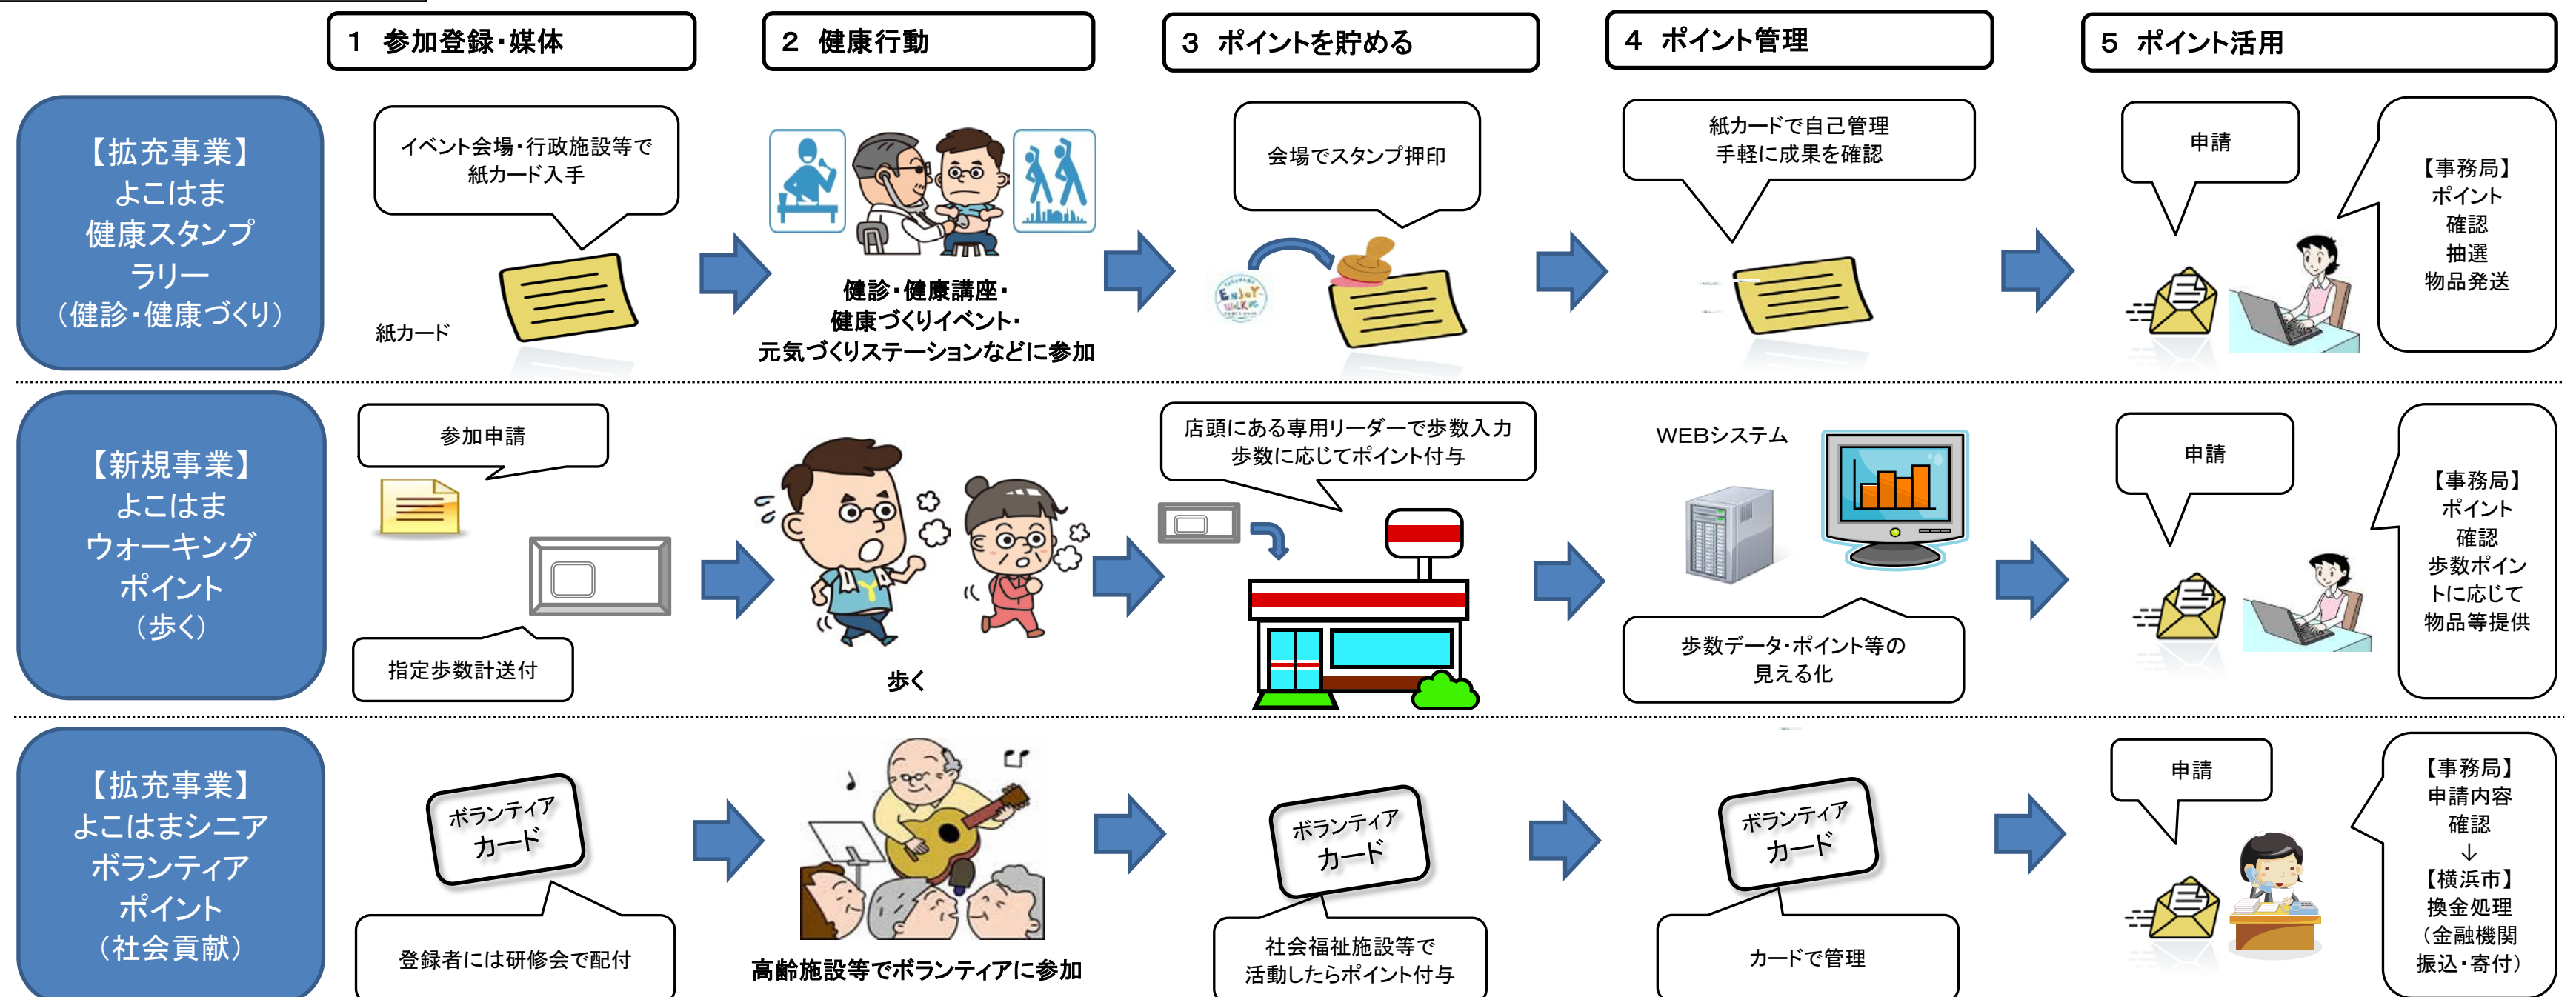 1 参加登録・媒体
2 健康行動
3 ポイントを貯める
4 ポイント管理
5 ポイント活用
【拡充事業】
よこはま
健康スタンプ
ラリー
（健診・健康づくり）
イベント会場・行政施設等で
紙カード入手
紙カード
健診・健康講座・
健康づくりイベント・
元気づくりステーションなどに参加
会場でスタンプ押印
ENJOY
WALKING
紙カードで自己管理
手軽に成果を確認
申請
【事務局】
ポイント
確認
抽選
物品発送
【新規事業】
よこはま
ウォーキング
ポイント
（歩く）
参加申請
指定歩数計送付
歩く
店頭にある専用リーダーで歩数入力
歩数に応じてポイント付与
WEBシステム
歩数データ・ポイント等の
見える化
申請
【事務局】
ポイント
確認
歩数ポイン
トに応じて
物品等提供
【拡充事業】
よこはまシニア
ボランティア
ポイント
（社会貢献）
ボランティア
カード
登録者には研修会で配付
高齢施設等でボランティアに参加
ボランティア
カード
社会福祉施設等で
活動したらポイント付与
ボランティア
カード
カードで管理
申請
【事務局】
申請内容
確認
↓
【横浜市】
換金処理
（金融機関
振込・寄付）